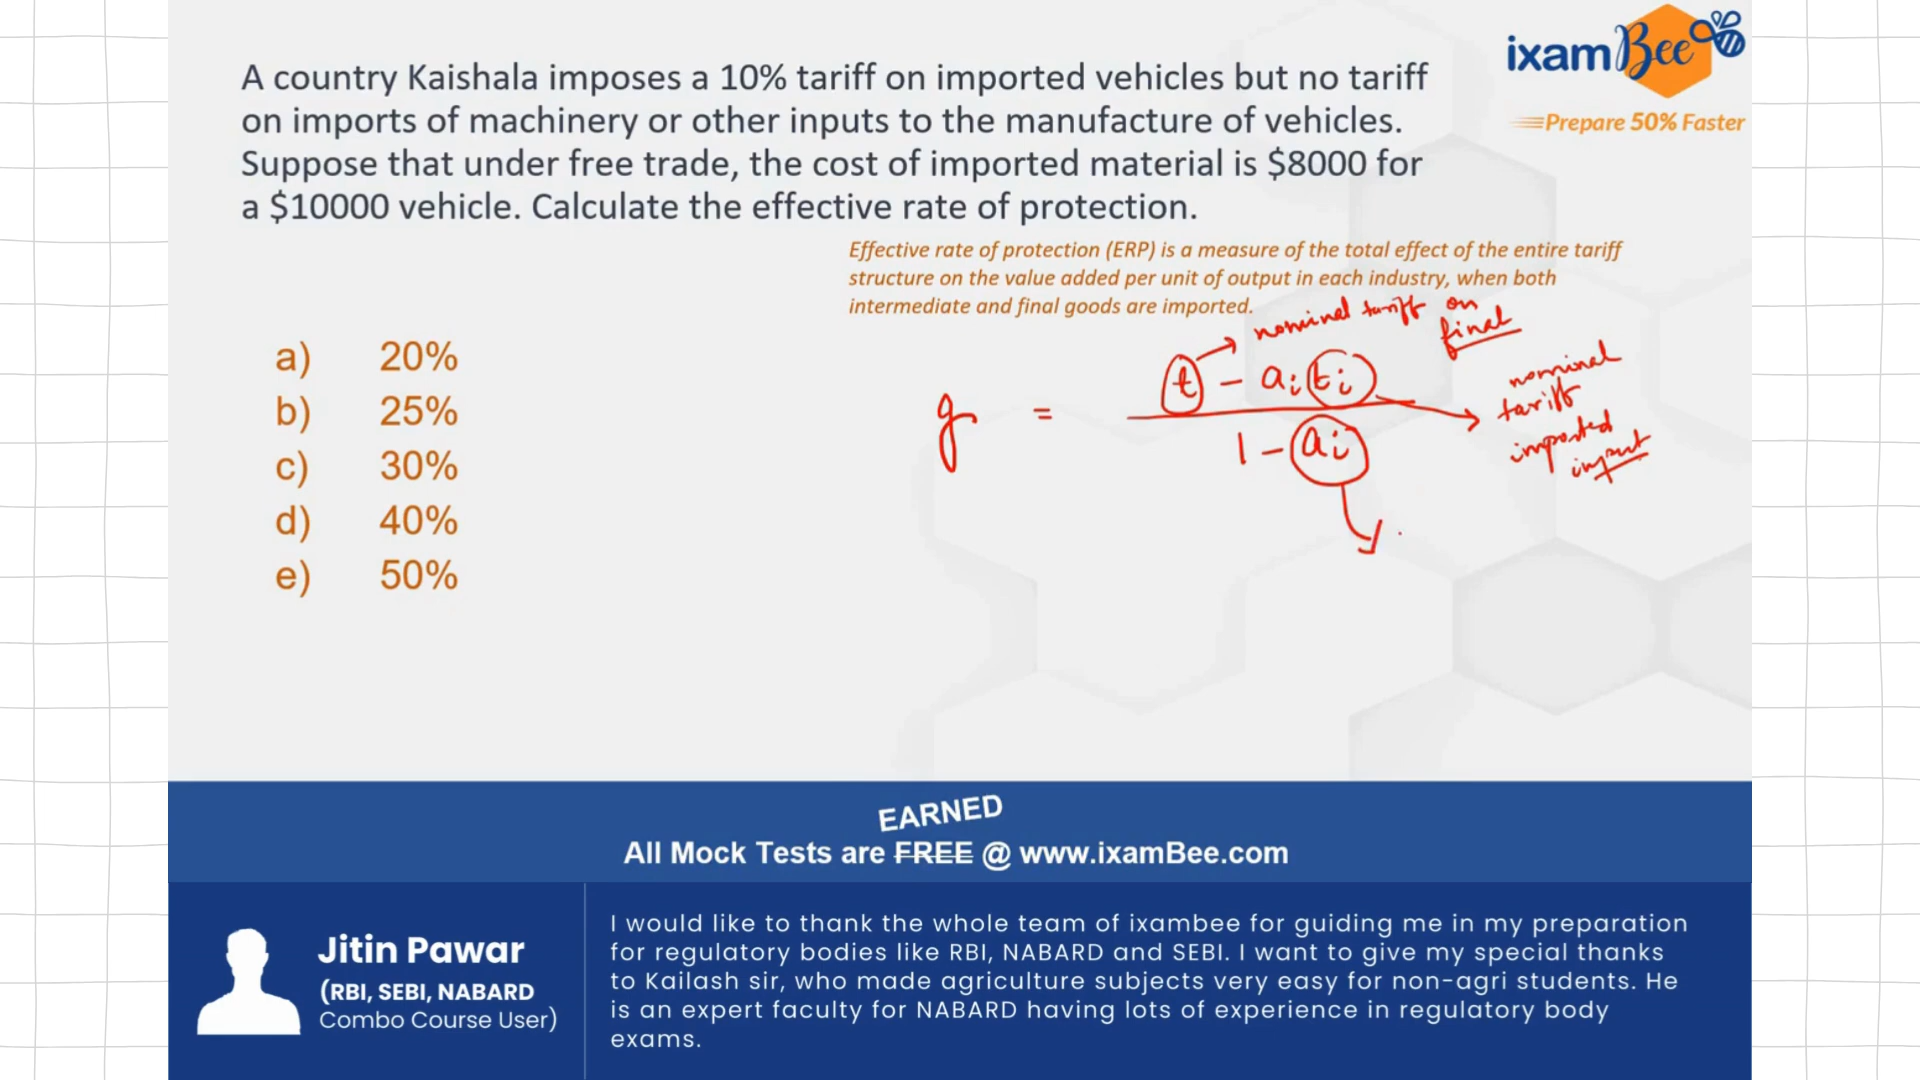 ixamBee
Prepare 50% Faster
A country Kaishala imposes a 10% tariff on imported vehicles but no tariff
on imports of machinery or other inputs to the manufacture of vehicles.
Suppose that under free trade, the cost of imported material is $8000 for
a $10000 vehicle. Calculate the effective rate of protection.
Effective rate of protection (ERP) is a measure of the total effect of the entire tariff
structure on the value added per unit of output in each industry, when both
intermediate and final goods are imported.
nominal tariff on
final
a) 20%
b) 25%
c) 30%
d) 40%
e) 50%
g = t - aiti
1 - ai
nominal
tariff
imported
input
EARNED
All Mock Tests are FREE @ www.ixamBee.com
Jitin Pawar
(RBI, SEBI, NABARD
Combo Course User)
I would like to thank the whole team of ixambee for guiding me in my preparation
for regulatory bodies like RBI, NABARD and SEBI. I want to give my special thanks
to Kailash sir, who made agriculture subjects very easy for non-agri students. He
is an expert faculty for NABARD having lots of experience in regulatory body
exams.